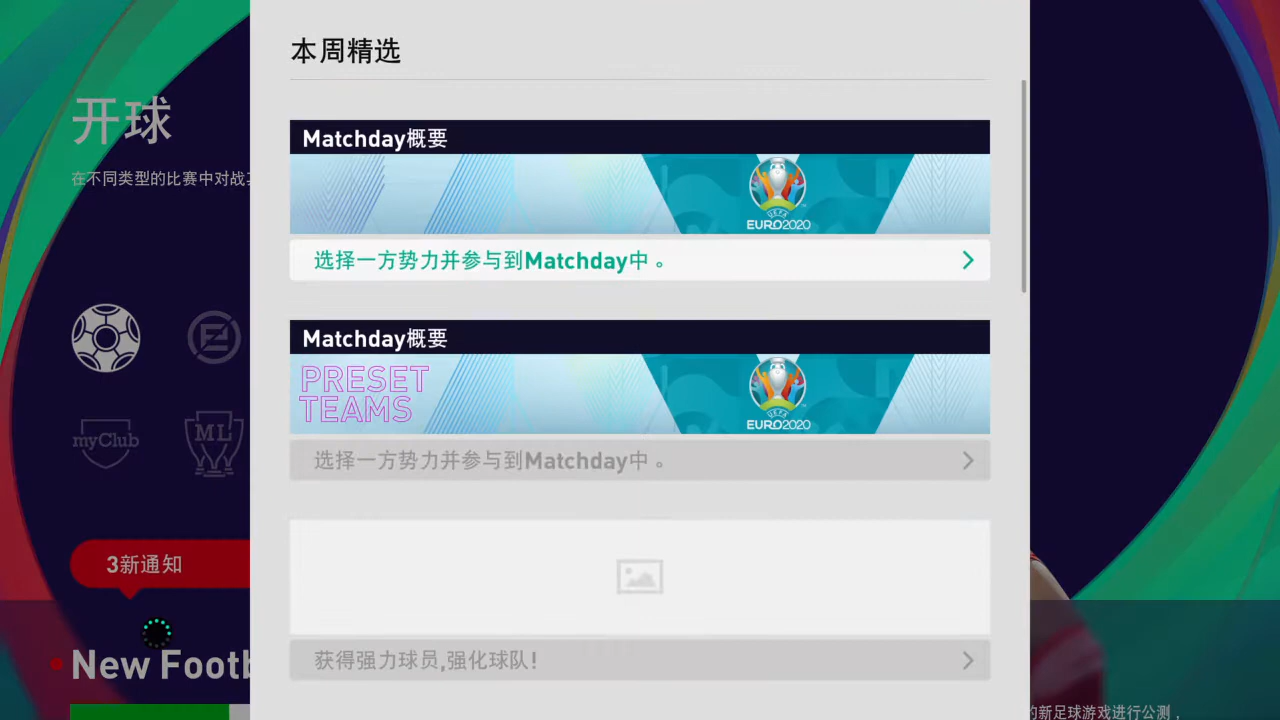 本周精选
开球
在不同类型的比赛中对战
Matchday概要
UEFA
EURO2020
选择一方势力并参与到Matchday中。
Matchday概要
PRESET
TEAMS
UEFA
EURO2020
选择一方势力并参与到Matchday中。
myClub
ML
3新通知
获得强力球员,强化球队!
New Footb
的新足球游戏进行公测，